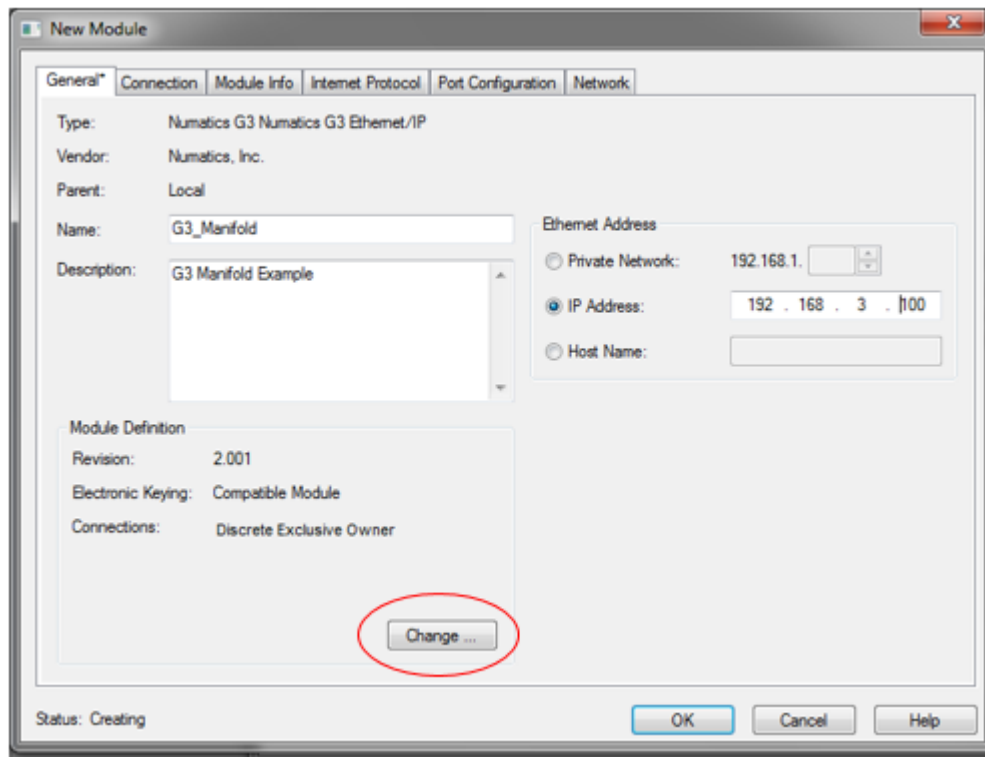 New Module
General* Connection Module Info Internet Protocol Port Configuration Network
Type: Numatics G3 Numatics G3 Ethernet/IP
Vendor: Numatics, Inc.
Parent: Local
Name: G3_Manifold
Description: G3 Manifold Example
Ethernet Address
Private Network: 192.168.1.
IP Address: 192 . 168 . 3 . 100
Host Name:
Module Definition
Revision: 2.001
Electronic Keying: Compatible Module
Connections: Discrete Exclusive Owner
Change ...
Status: Creating
OK Cancel Help